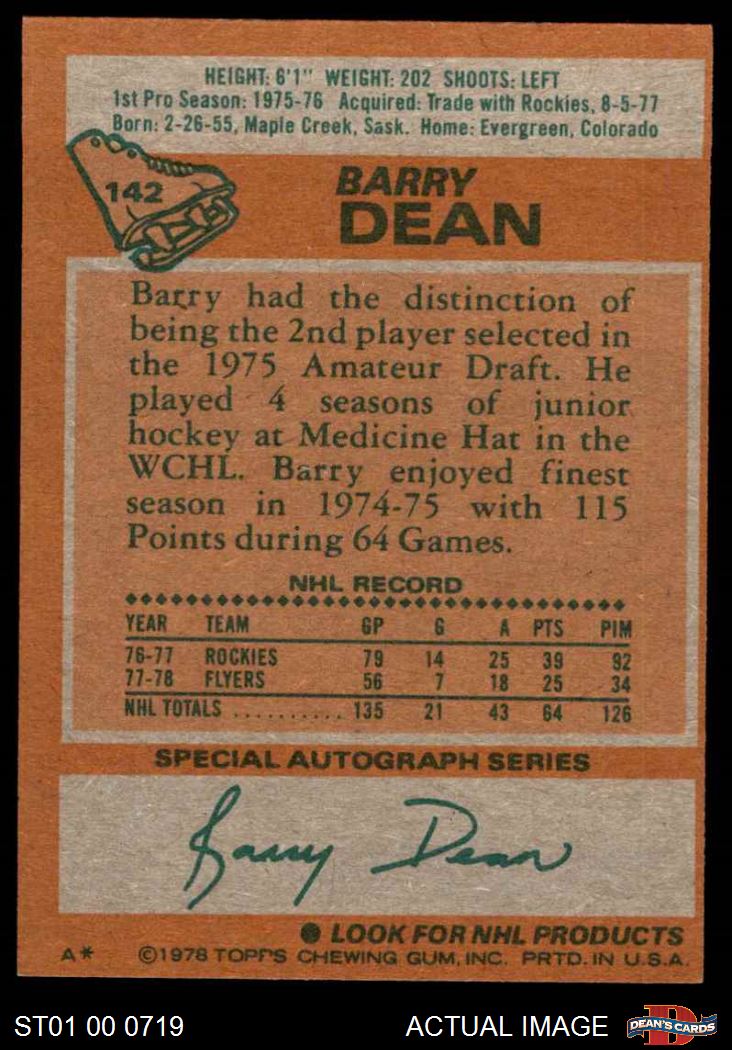 HEIGHT: 6'1" WEIGHT: 202 SHOOTS: LEFT
1st Pro Season: 1975-76 Acquired: Trade with Rockies, 8-5-77
Born: 2-26-55, Maple Creek, Sask. Home: Evergreen, Colorado
142
BARRY
DEAN
Barry had the distinction of
being the 2nd player selected in
the 1975 Amateur Draft. He
played 4 seasons of junior
hockey at Medicine Hat in the
WCHL. Barry enjoyed finest
season in 1974-75 with 115
Points during 64 Games.
NHL RECORD
YEAR TEAM GP G A PTS PIM
76-77 ROCKIES 79 14 25 39 92
77-78 FLYERS 56 7 18 25 34
NHL TOTALS .......... 135 21 43 64 126
SPECIAL AUTOGRAPH SERIES
Barry Dean
● LOOK FOR NHL PRODUCTS
A* ©1978 TOPPS CHEWING GUM, INC. PRTD. IN U.S.A.
ST01 00 0719 ACTUAL IMAGE D DEAN'S CARDS